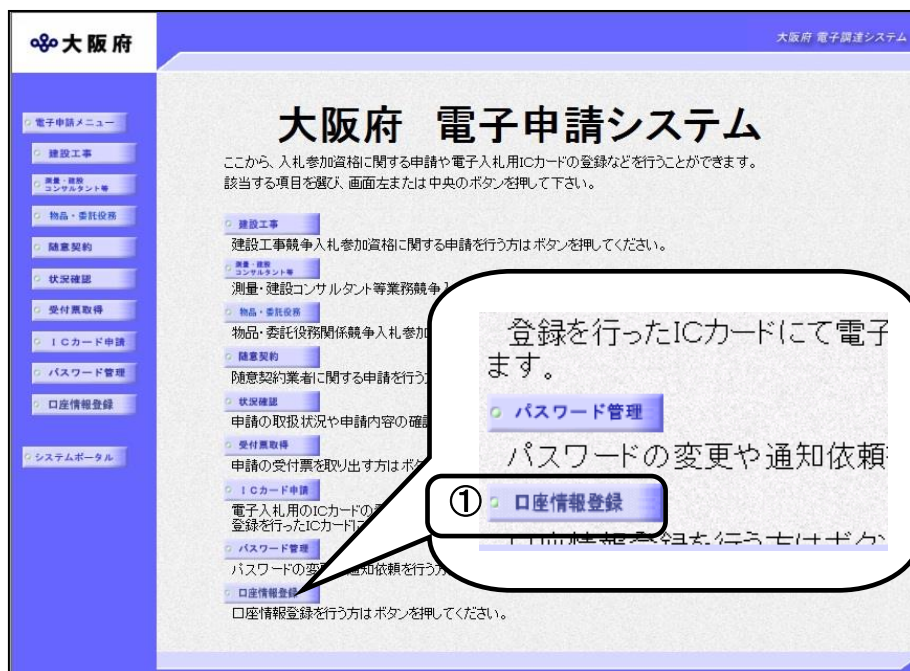 大阪府
大阪府 電子調達システム
電子申請メニュー
建設工事
測量・建設
コンサルタント等
物品・委託役務
随意契約
状況確認
受付票取得
ICカード申請
パスワード管理
口座情報登録
システムポータル
大阪府 電子申請システム
ここから、入札参加資格に関する申請や電子入札用ICカードの登録などを行うことができます。
該当する項目を選び、画面左または中央のボタンを押して下さい。
建設工事
建設工事競争入札参加資格に関する申請を行う方はボタンを押してください。
測量・建設
コンサルタント等
測量・建設コンサルタント等業務競争入
物品・委託役務
物品・委託役務関係競争入札参加
随意契約
随意契約業者に関する申請を行う
状況確認
申請の取扱状況や申請内容の確認
受付票取得
申請の受付票を取り出す方はボタ
ICカード申請
電子入札用のICカードの
登録を行ったICカードに
パスワード管理
パスワードの変 通知依頼を行う方
口座情報登録
口座情報登録を行う方はボタンを押してください。
登録を行ったICカードにて電子
ます。
パスワード管理
パスワードの変更や通知依頼
① 口座情報登録
口座情報登録を行う方はボタン